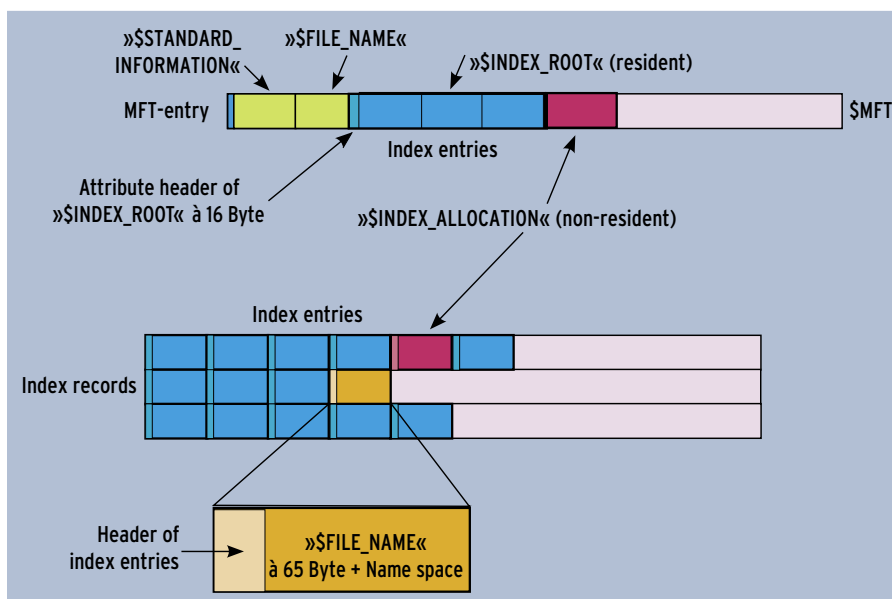 »$STANDARD_
INFORMATION«
»$FILE_NAME«
»$INDEX_ROOT« (resident)
MFT-entry
$MFT
Index entries
Attribute header of
»$INDEX_ROOT« à 16 Byte
»$INDEX_ALLOCATION« (non-resident)
Index entries
Index records
Header of
index entries
»$FILE_NAME«
à 65 Byte + Name space